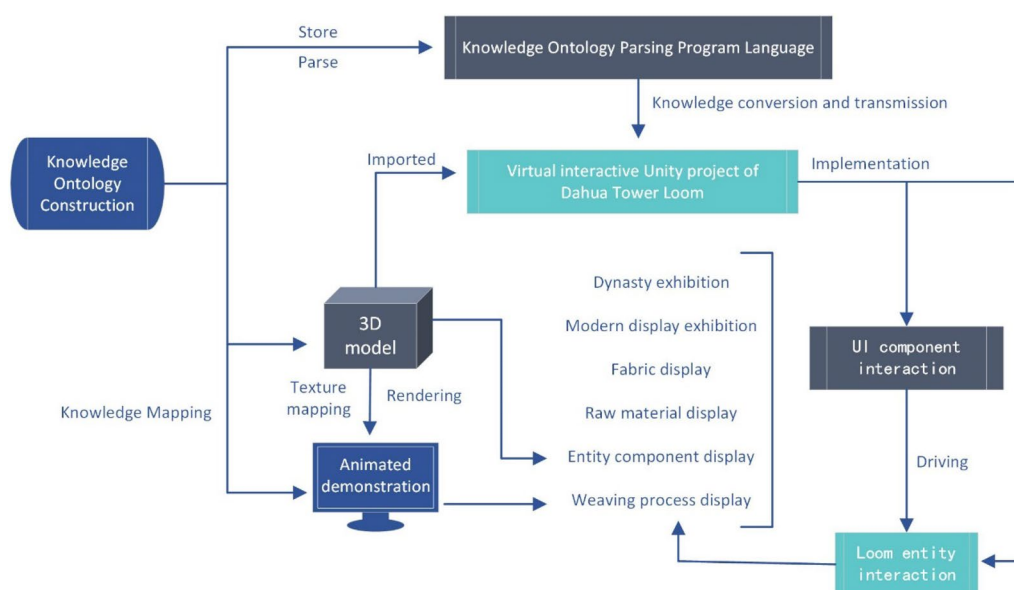 Store
Parse
Knowledge Ontology Parsing Program Language
Knowledge conversion and transmission
Knowledge
Ontology
Construction
Imported
Virtual interactive Unity project of
Dahua Tower Loom
Implementation
Dynasty exhibition
3D
model
Modern display exhibition
UI component
interaction
Fabric display
Texture
mapping
Rendering
Knowledge Mapping
Raw material display
Entity component display
Driving
Animated
demonstration
Weaving process display
Loom entity
interaction